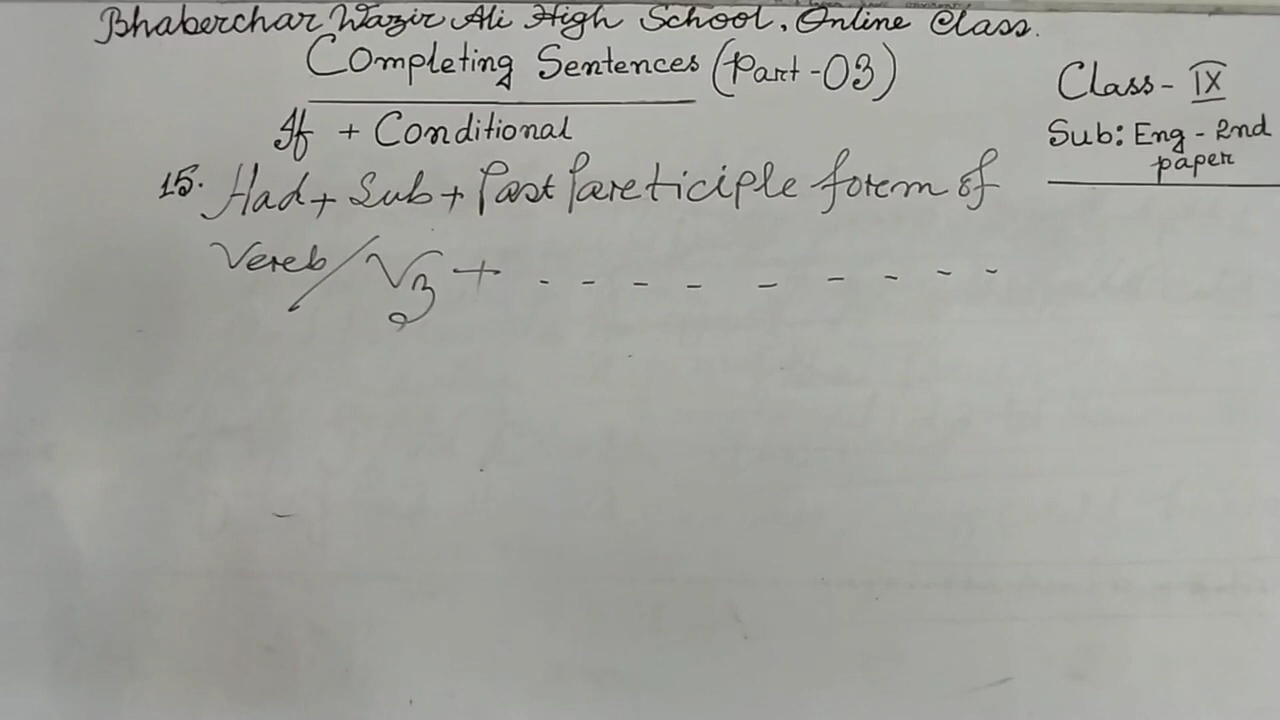 Bhaberchar Wazir Ali High School, Online Class.
Completing Sentences (Part-03)
If + Conditional
Class - IX
Sub: Eng - 2nd
paper
15. Had + Sub + Past Pareticiple forem of
Vereb/V3 + - - - - - - - - -